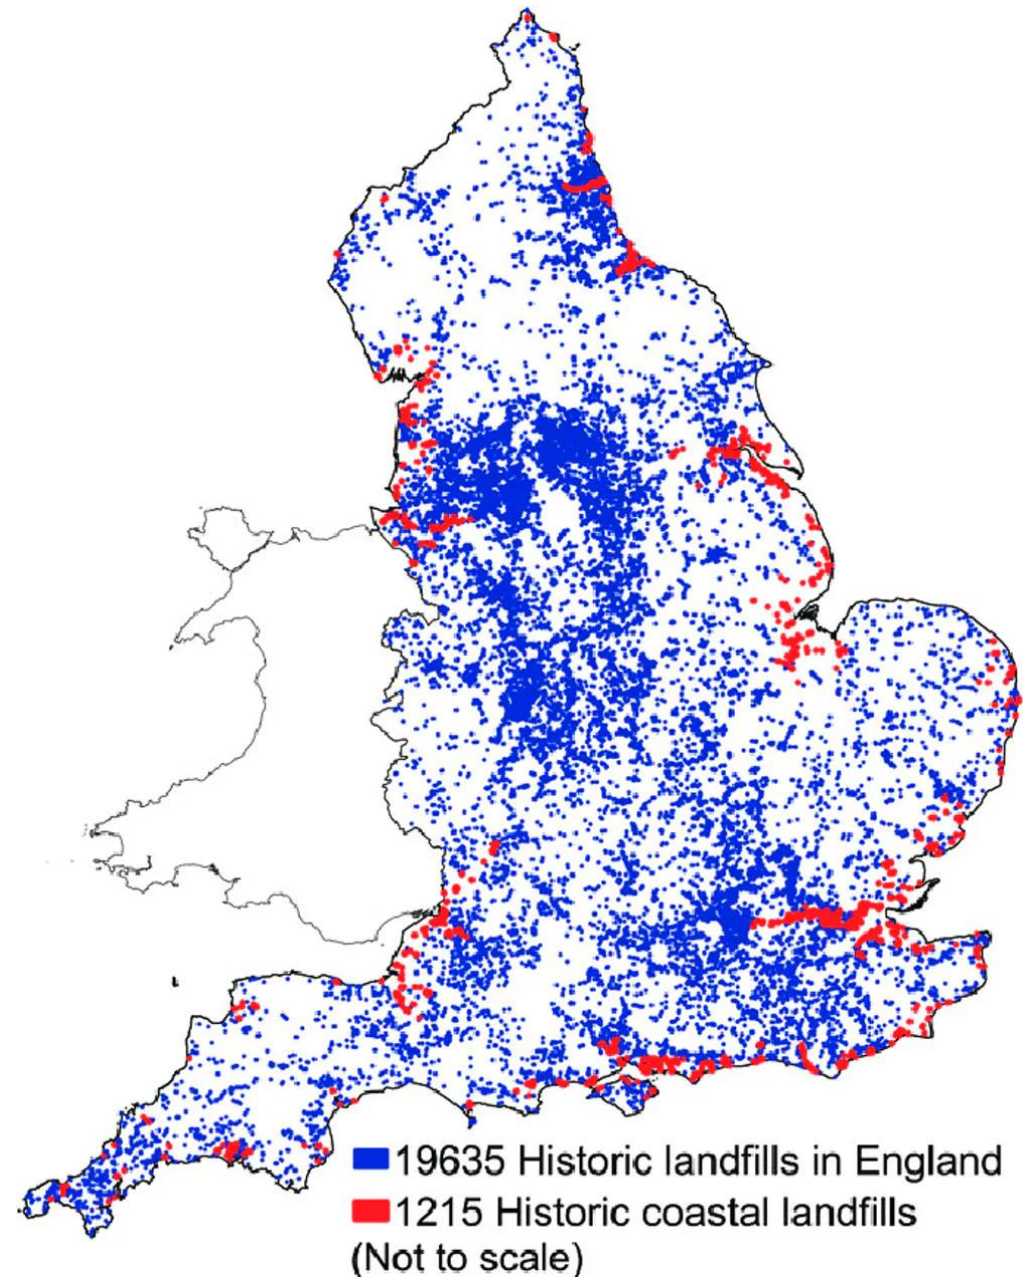 19635 Historic landfills in England
1215 Historic coastal landfills
(Not to scale)